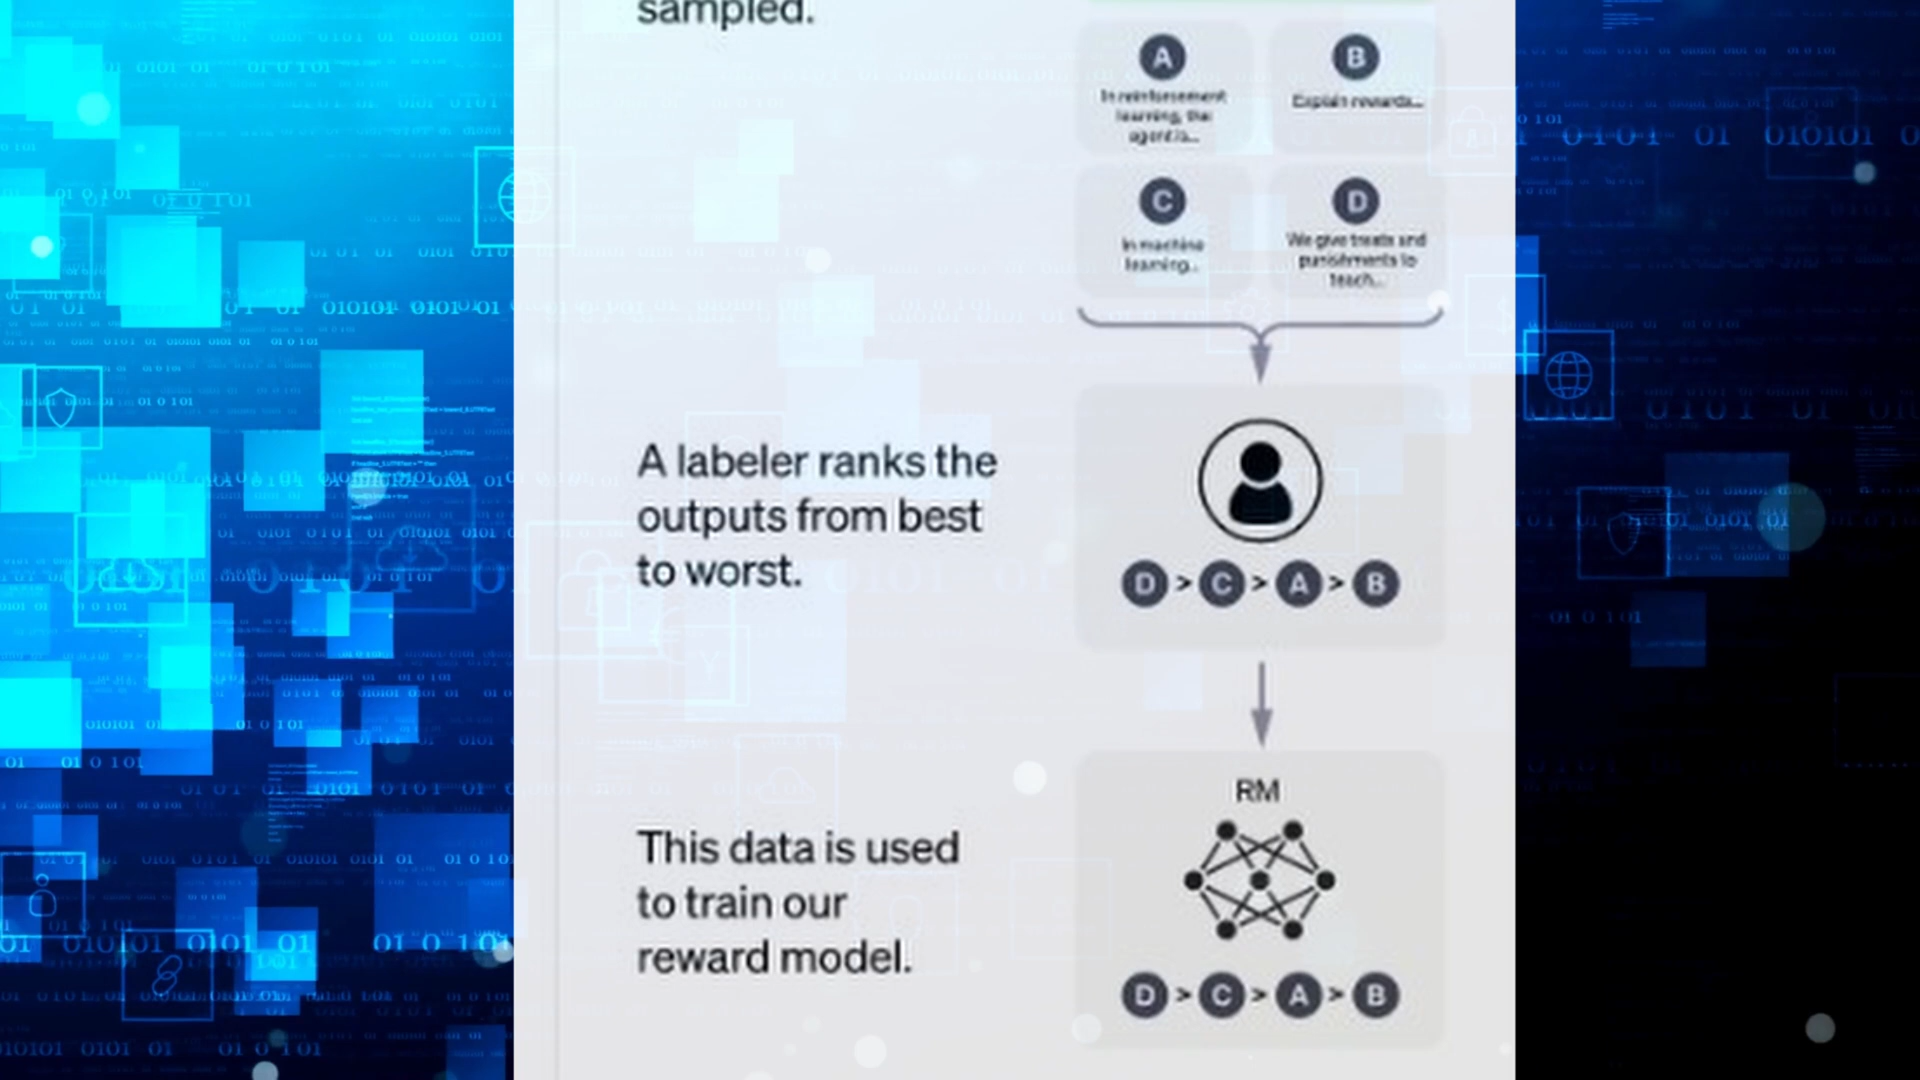 sampled.
A
In reinforcement
learning, the
agent is...
B
Explain rewards...
C
In machine
learning...
D
We give treats and
punishments to
teach...
A labeler ranks the
outputs from best
to worst.
D > C > A > B
This data is used
to train our
reward model.
RM
D > C > A > B